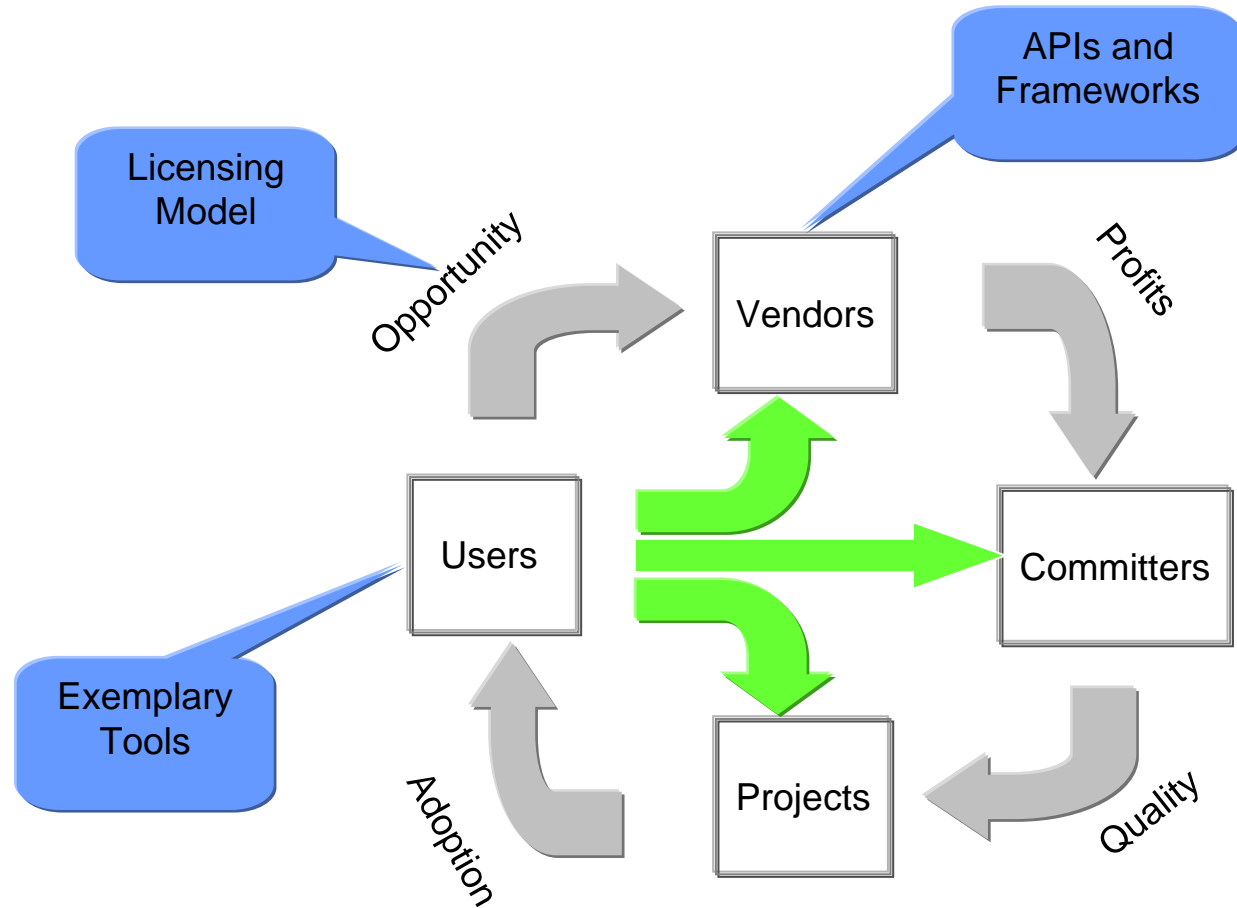 APIs and
Frameworks
Licensing
Model
Opportunity
Profits
Vendors
Users
Committers
Exemplary
Tools
Projects
Adoption
Quality